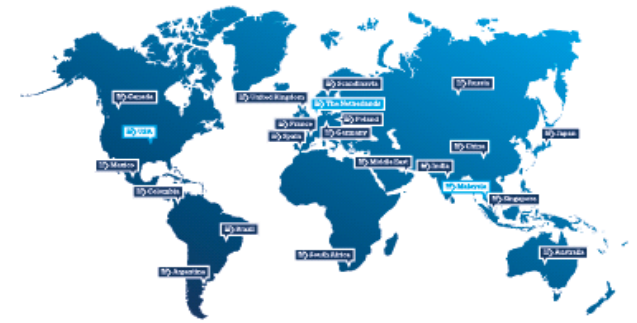 Scandinavia
Russia
Canada
United Kingdom
The Netherlands
France
Poland
USA
Spain
Germany
Japan
China
Mexico
Middle East
India
Colombia
Malaysia
Singapore
Brazil
South Africa
Australia
Argentina